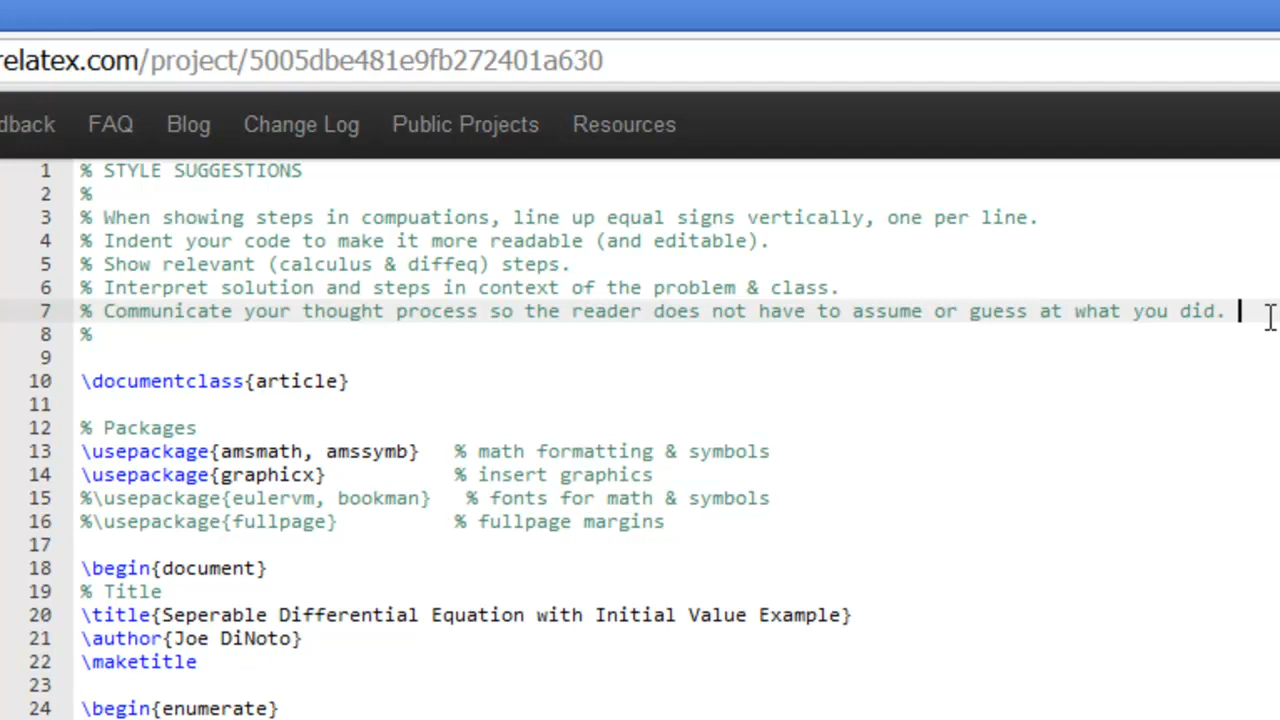 relatex.com/project/5005dbe481e9fb272401a630
dback FAQ Blog Change Log Public Projects Resources
1 % STYLE SUGGESTIONS
2 %
3 % When showing steps in compuations, line up equal signs vertically, one per line.
4 % Indent your code to make it more readable (and editable).
5 % Show relevant (calculus & diffeq) steps.
6 % Interpret solution and steps in context of the problem & class.
7 % Communicate your thought process so the reader does not have to assume or guess at what you did.
8 %
9
10 \documentclass{article}
11
12 % Packages
13 \usepackage{amsmath, amssymb} % math formatting & symbols
14 \usepackage{graphicx} % insert graphics
15 %\usepackage{eulervm, bookman} % fonts for math & symbols
16 %\usepackage{fullpage} % fullpage margins
17
18 \begin{document}
19 % Title
20 \title{Seperable Differential Equation with Initial Value Example}
21 \author{Joe DiNoto}
22 \maketitle
23
24 \begin{enumerate}